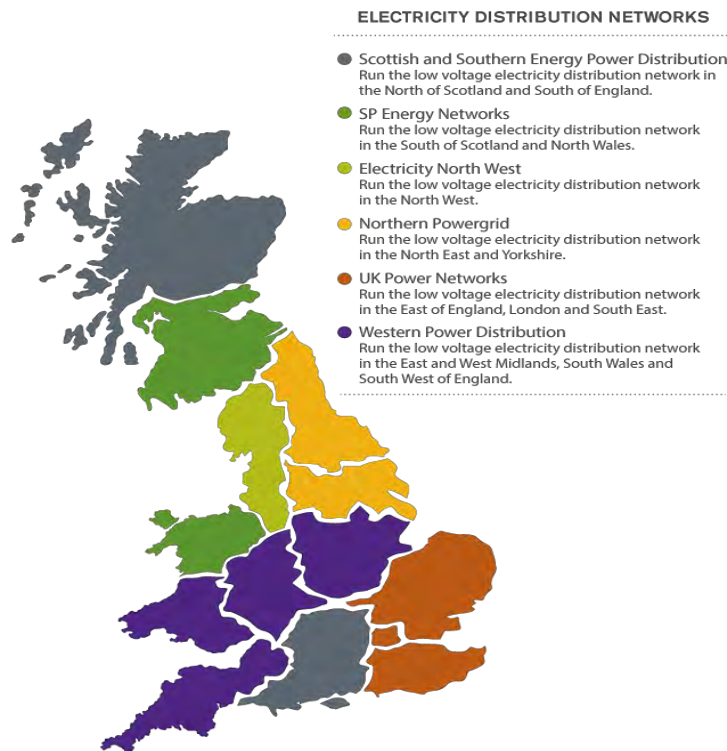 ELECTRICITY DISTRIBUTION NETWORKS
Scottish and Southern Energy Power Distribution
Run the low voltage electricity distribution network in
the North of Scotland and South of England.
SP Energy Networks
Run the low voltage electricity distribution network
in the South of Scotland and North Wales.
Electricity North West
Run the low voltage electricity distribution network
in the North West.
Northern Powergrid
Run the low voltage electricity distribution network
in the North East and Yorkshire.
UK Power Networks
Run the low voltage electricity distribution network
in the East of England, London and South East.
Western Power Distribution
Run the low voltage electricity distribution network
in the East and West Midlands, South Wales and
South West of England.